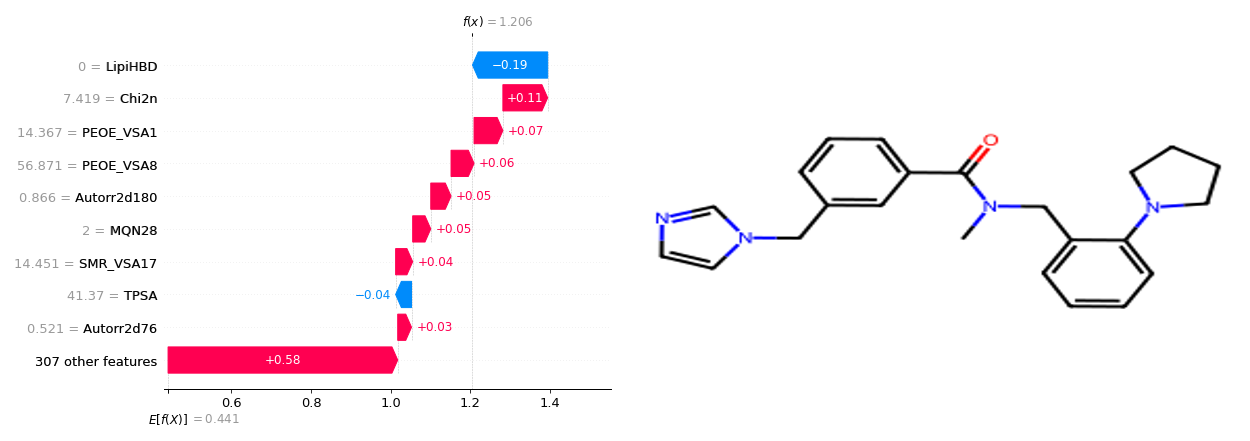 f(x) = 1.206
0 = LipiHBD
−0.19
7.419 = Chi2n
+0.11
14.367 = PEOE_VSA1
+0.07
56.871 = PEOE_VSA8
+0.06
0.866 = Autorr2d180
+0.05
2 = MQN28
+0.05
14.451 = SMR_VSA17
+0.04
41.37 = TPSA
−0.04
0.521 = Autorr2d76
+0.03
307 other features
+0.58
0.6 0.8 1.0 1.2 1.4
E[f(X)] = 0.441
O
N
N
N
N